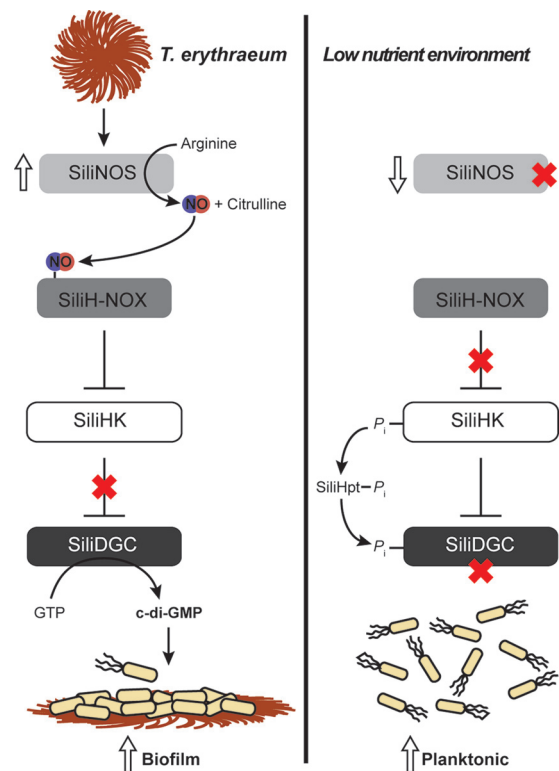 T. erythraeum
SiliNOS
Arginine
NO + Citrulline
NO
SiliH-NOX
SiliHK
SiliDGC
GTP
c-di-GMP
Biofilm
Low nutrient environment
SiliNOS
SiliH-NOX
Pi
SiliHK
SiliHpt
Pi
Pi
SiliDGC
Planktonic